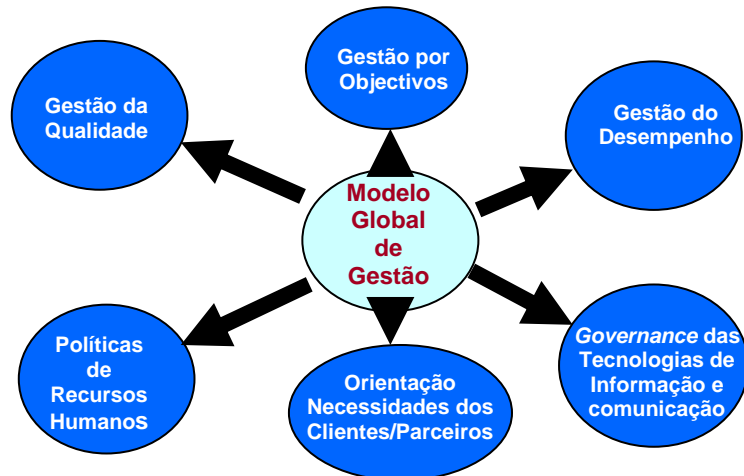 Gestão por
Objectivos
Gestão da
Qualidade
Gestão do
Desempenho
Modelo
Global
de
Gestão
Políticas
de
Recursos
Humanos
Orientação
Necessidades dos
Clientes/Parceiros
Governance das
Tecnologias de
Informação e
comunicação